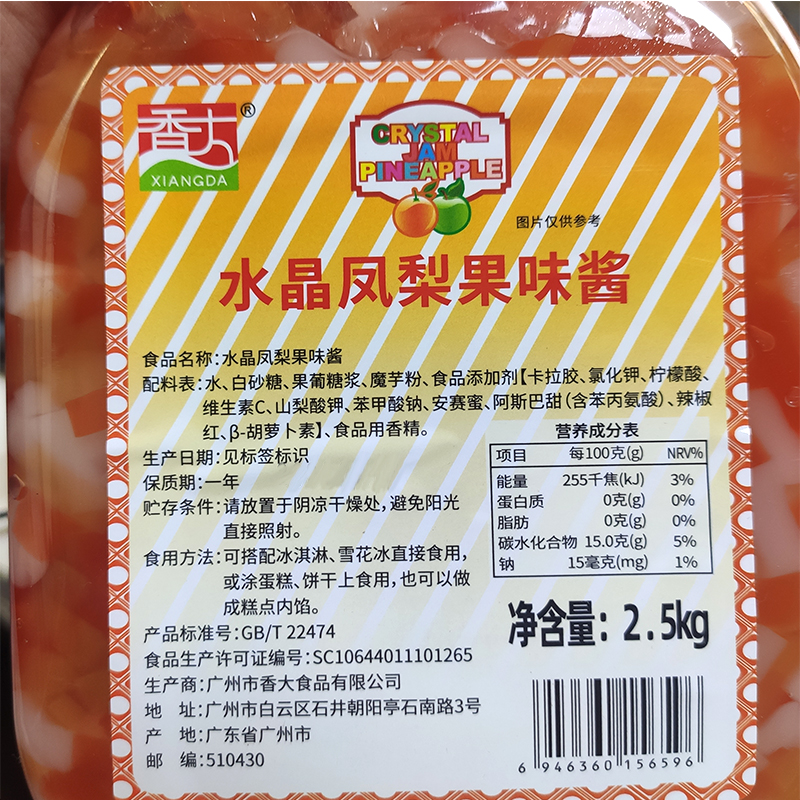 香大®
XIANGDA
CRYSTAL
JAM
PINEAPPLE
图片仅供参考
水晶凤梨果味酱
食品名称:水晶凤梨果味酱
配料表:水、白砂糖、果葡糖浆、魔芋粉、食品添加剂【卡拉胶、氯化钾、柠檬酸、
维生素C、山梨酸钾、苯甲酸钠、安赛蜜、阿斯巴甜(含苯丙氨酸)、辣椒
红、β-胡萝卜素】、食品用香精。
生产日期:见标签标识
保质期:一年
贮存条件:请放置于阴凉干燥处,避免阳光
直接照射。
食用方法:可搭配冰淇淋、雪花冰直接食用,
或涂蛋糕、饼干上食用,也可以做
成糕点内馅。
营养成分表
项目 每100克(g) NRV%
能量 255千焦(kJ) 3%
蛋白质 0克(g) 0%
脂肪 0克(g) 0%
碳水化合物 15.0克(g) 5%
钠 15毫克(mg) 1%
净含量: 2.5kg
产品标准号:GB/T 22474
食品生产许可证编号:SC10644011101265
生产商:广州市香大食品有限公司
地 址:广州市白云区石井朝阳亭石南路3号
产 地:广东省广州市
邮 编:510430
6 946360 156596